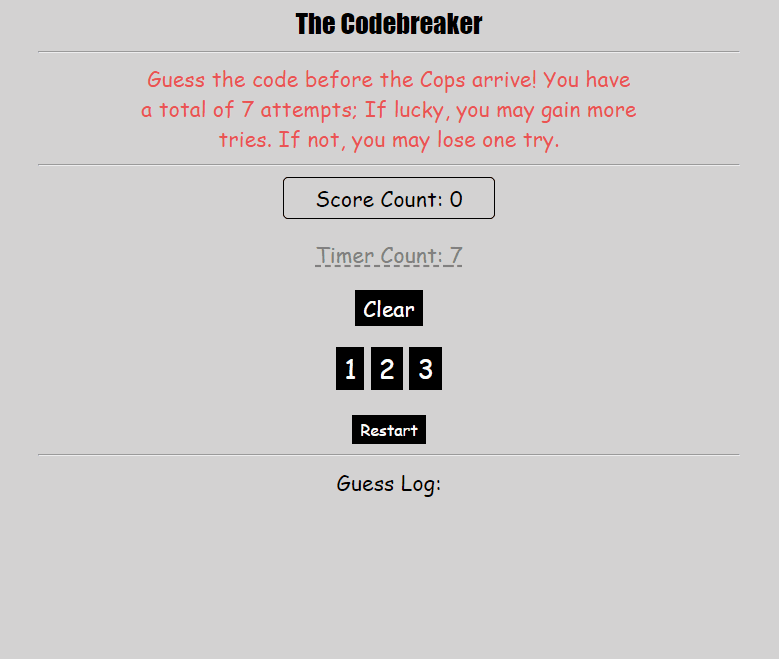 The Codebreaker
Guess the code before the Cops arrive! You have
a total of 7 attempts; If lucky, you may gain more
tries. If not, you may lose one try.
Score Count: 0
Timer Count: 7
Clear
1 2 3
Restart
Guess Log: